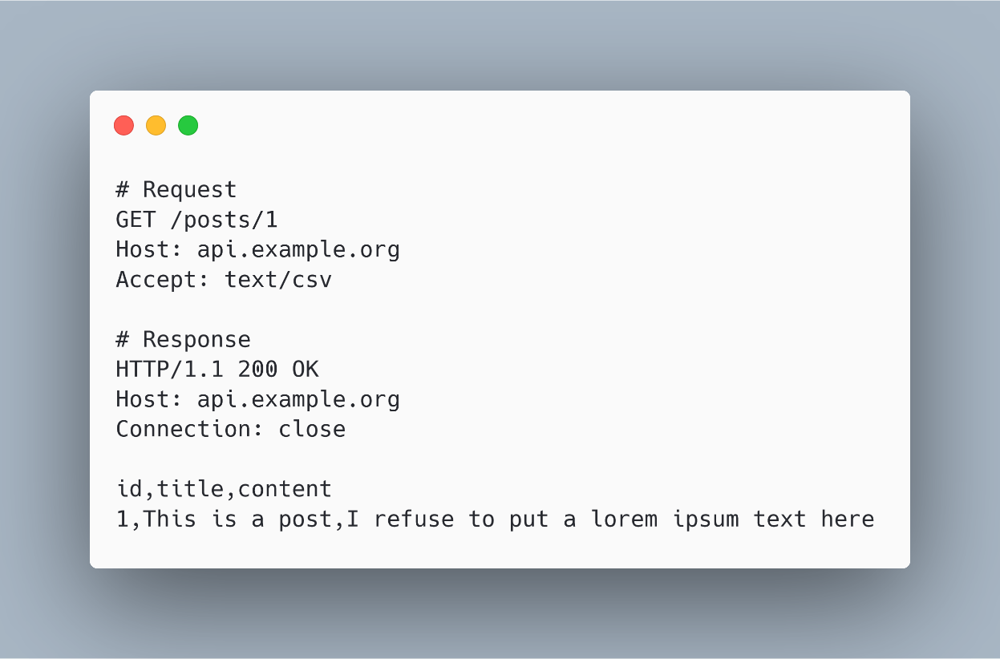 # Request
GET /posts/1
Host: api.example.org
Accept: text/csv

# Response
HTTP/1.1 200 OK
Host: api.example.org
Connection: close

id,title,content
1,This is a post,I refuse to put a lorem ipsum text here